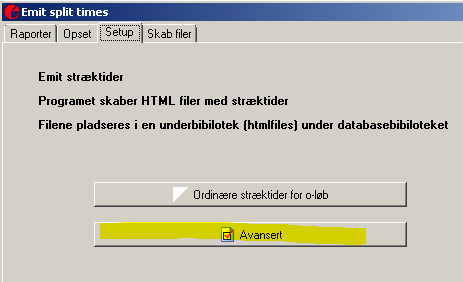 Emit split times
Raporter Opset Setup Skab filer
Emit stræktider
Programet skaber HTML filer med stræktider
Filene pladseres i en underbibilotek (htmlfiles) under databasebibiloteket
Ordinære stræktider for o-løb
Avansert